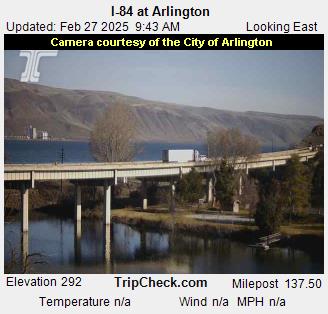 I-84 at Arlington
Updated: Feb 27 2025 9:43 AM Looking East
Camera courtesy of the City of Arlington
Elevation 292 TripCheck.com Milepost 137.50
Temperature n/a Wind n/a MPH n/a